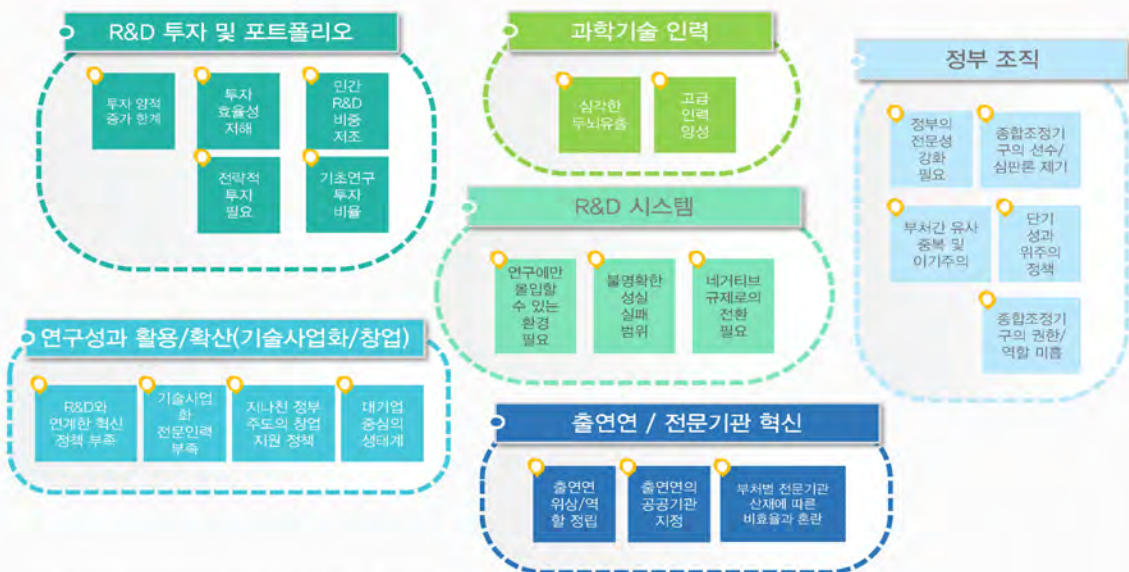 R&D 투자 및 포트폴리오
투자 양적
증가 한계
투자
효율성
저해
민간
R&D
비중
저조
전략적
투자
필요
기초연구
투자
비율
과학기술 인력
심각한
두뇌유출
고급
인력
양성
정부 조직
정부의
전문성
강화
필요
종합조정기
구의 선수/
심판론 제기
부처간 유사
중복 및
이기주의
단기
성과
위주의
정책
종합조정기
구의 권한/
역할 미흡
R&D 시스템
연구에만
몰입할
수 있는
환경
필요
불명확한
성실
실패
범위
네거티브
규제로의
전환
필요
연구성과 활용/확산(기술사업화/창업)
R&D와
연계한 혁신
정책 부족
기술사업
화
전문인력
부족
지나친 정부
주도의 창업
지원 정책
대기업
중심의
생태계
출연연 / 전문기관 혁신
출연연
위상/역
할 정립
출연연의
공공기관
지정
부처별 전문기관
산재에 따른
비효율과 혼란